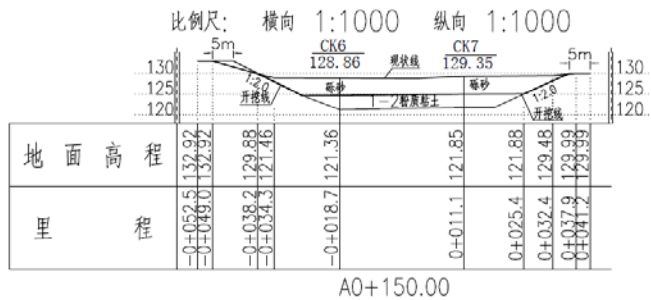 比例尺: 横向 1:1000 纵向 1:1000
5m CK6 CK7 5m
128.86 现状线 129.35
130 130
砾砂 砾砂
125 1:2.0 1:2.0 125
开挖线 1-2粉质粘土 开挖线
120 120
地面高程 132.92 132.92 129.88 121.46 121.36 121.85 121.88 129.48 129.99 129.99
里程 -0+052.5 -0+049.0 -0+038.2 -0+034.3 -0+018.7 0+011.1 0+025.4 0+032.4 0+037.9 0+041.2
A0+150.00